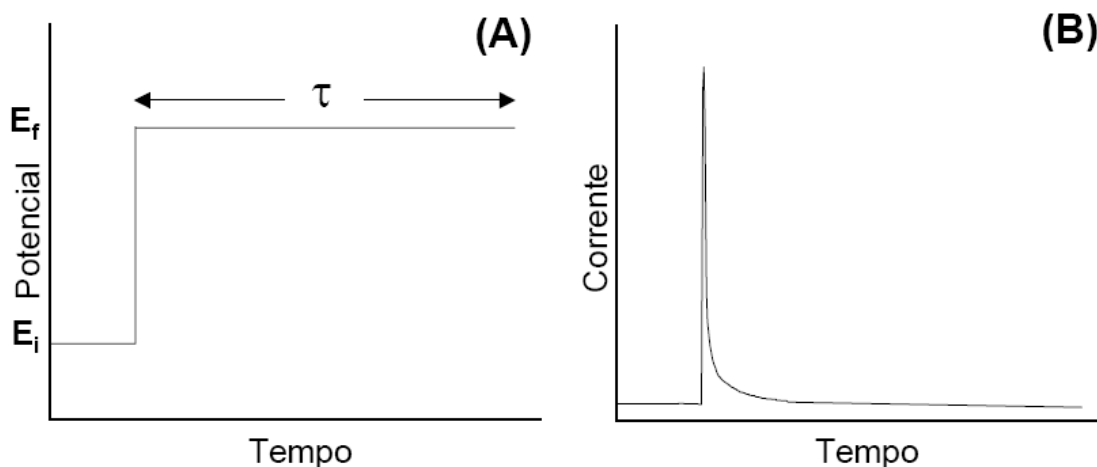 (A)
τ
E_f
Potencial
E_i
Tempo
(B)
Corrente
Tempo